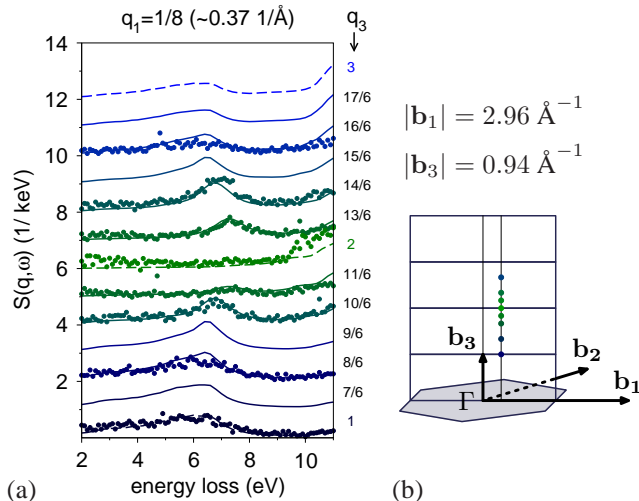 q₁=1/8 (~0.37 1/Å)
q₃
14
12
10
8
6
4
2
S(q,ω) (1/ keV)
3
17/6
16/6
15/6
14/6
13/6
2
11/6
10/6
9/6
8/6
7/6
1
2 4 6 8 10
energy loss (eV)
(a)
|b₁| = 2.96 Å⁻¹
|b₃| = 0.94 Å⁻¹
b₃
b₂
b₁
Γ
(b)